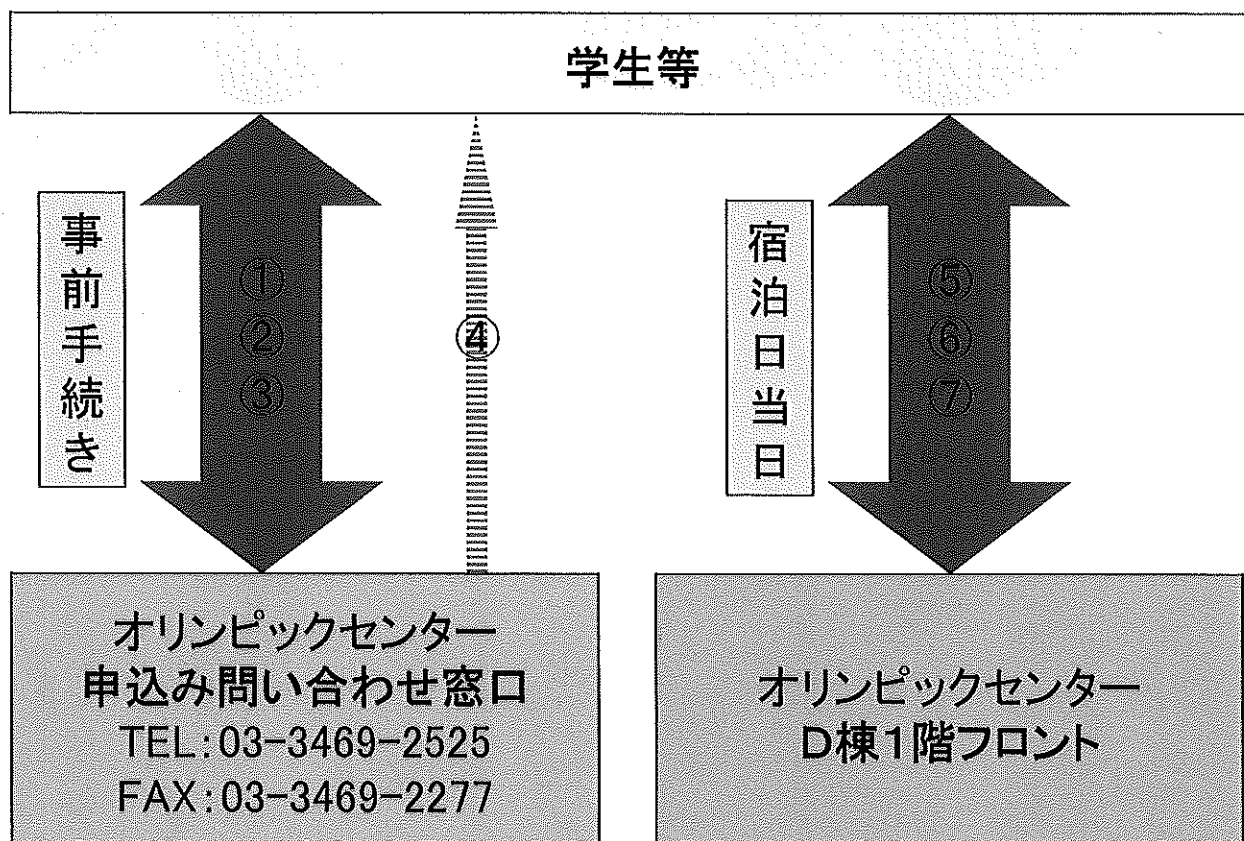 学生等
事前手続き
①
②
③
④
宿泊日当日
⑤
⑥
⑦
オリンピックセンター
申込み問い合わせ窓口
TEL:03-3469-2525
FAX:03-3469-2277
オリンピックセンター
D棟1階フロント